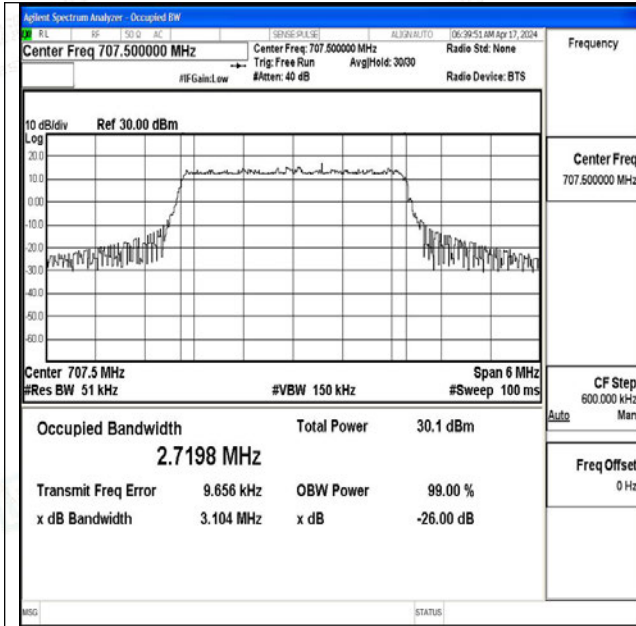 Agilent Spectrum Analyzer - Occupied BW
RL RF 50 Ω AC SENSE:PULSE ALIGNAUTO 06:39:51 AM Apr 17, 2024
Center Freq 707.500000 MHz
Center Freq: 707.500000 MHz
Radio Std: None
Trig: Free Run
Avg|Hold: 30/30
#IFGain:Low
#Atten: 40 dB
Radio Device: BTS
10 dB/div Ref 30.00 dBm
Log
20.0
10.0
0.00
-10.0
-20.0
-30.0
-40.0
-50.0
-60.0
Center 707.5 MHz
Span 6 MHz
#Res BW 51 kHz
#VBW 150 kHz
#Sweep 100 ms
Occupied Bandwidth
Total Power 30.1 dBm
2.7198 MHz
Transmit Freq Error 9.656 kHz
OBW Power 99.00 %
x dB Bandwidth 3.104 MHz
x dB -26.00 dB
MSG
STATUS
Frequency
Center Freq
707.500000 MHz
CF Step
600.000 kHz
Auto Man
Freq Offset
0 Hz